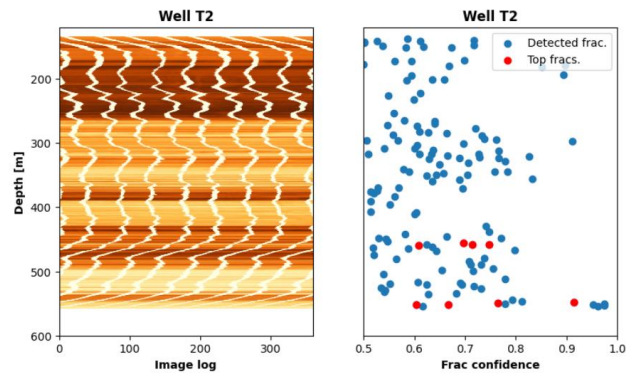 Well T2
Well T2
Detected frac.
Top fracs.
200
300
400
500
600
Depth [m]
0
100
200
300
Image log
0.5
0.6
0.7
0.8
0.9
1.0
Frac confidence